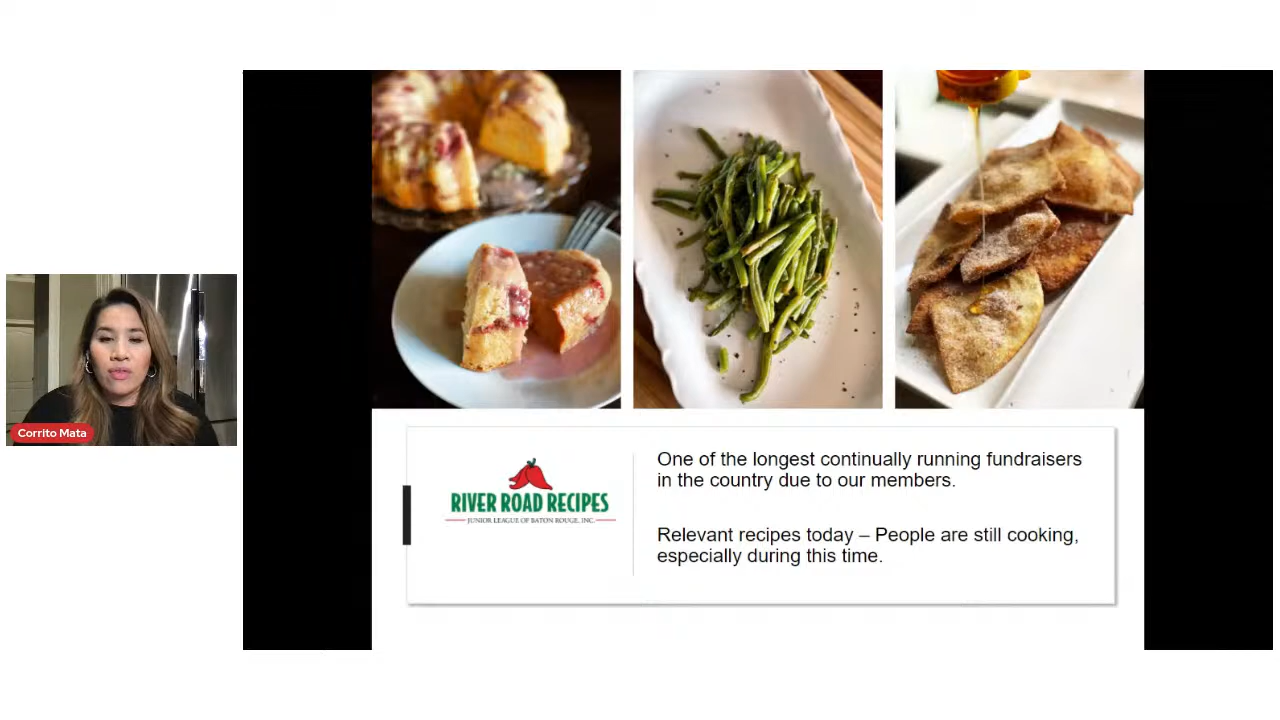 Corrito Mata
RIVER ROAD RECIPES
JUNIOR LEAGUE OF BATON ROUGE, INC.
One of the longest continually running fundraisers
in the country due to our members.
Relevant recipes today – People are still cooking,
especially during this time.